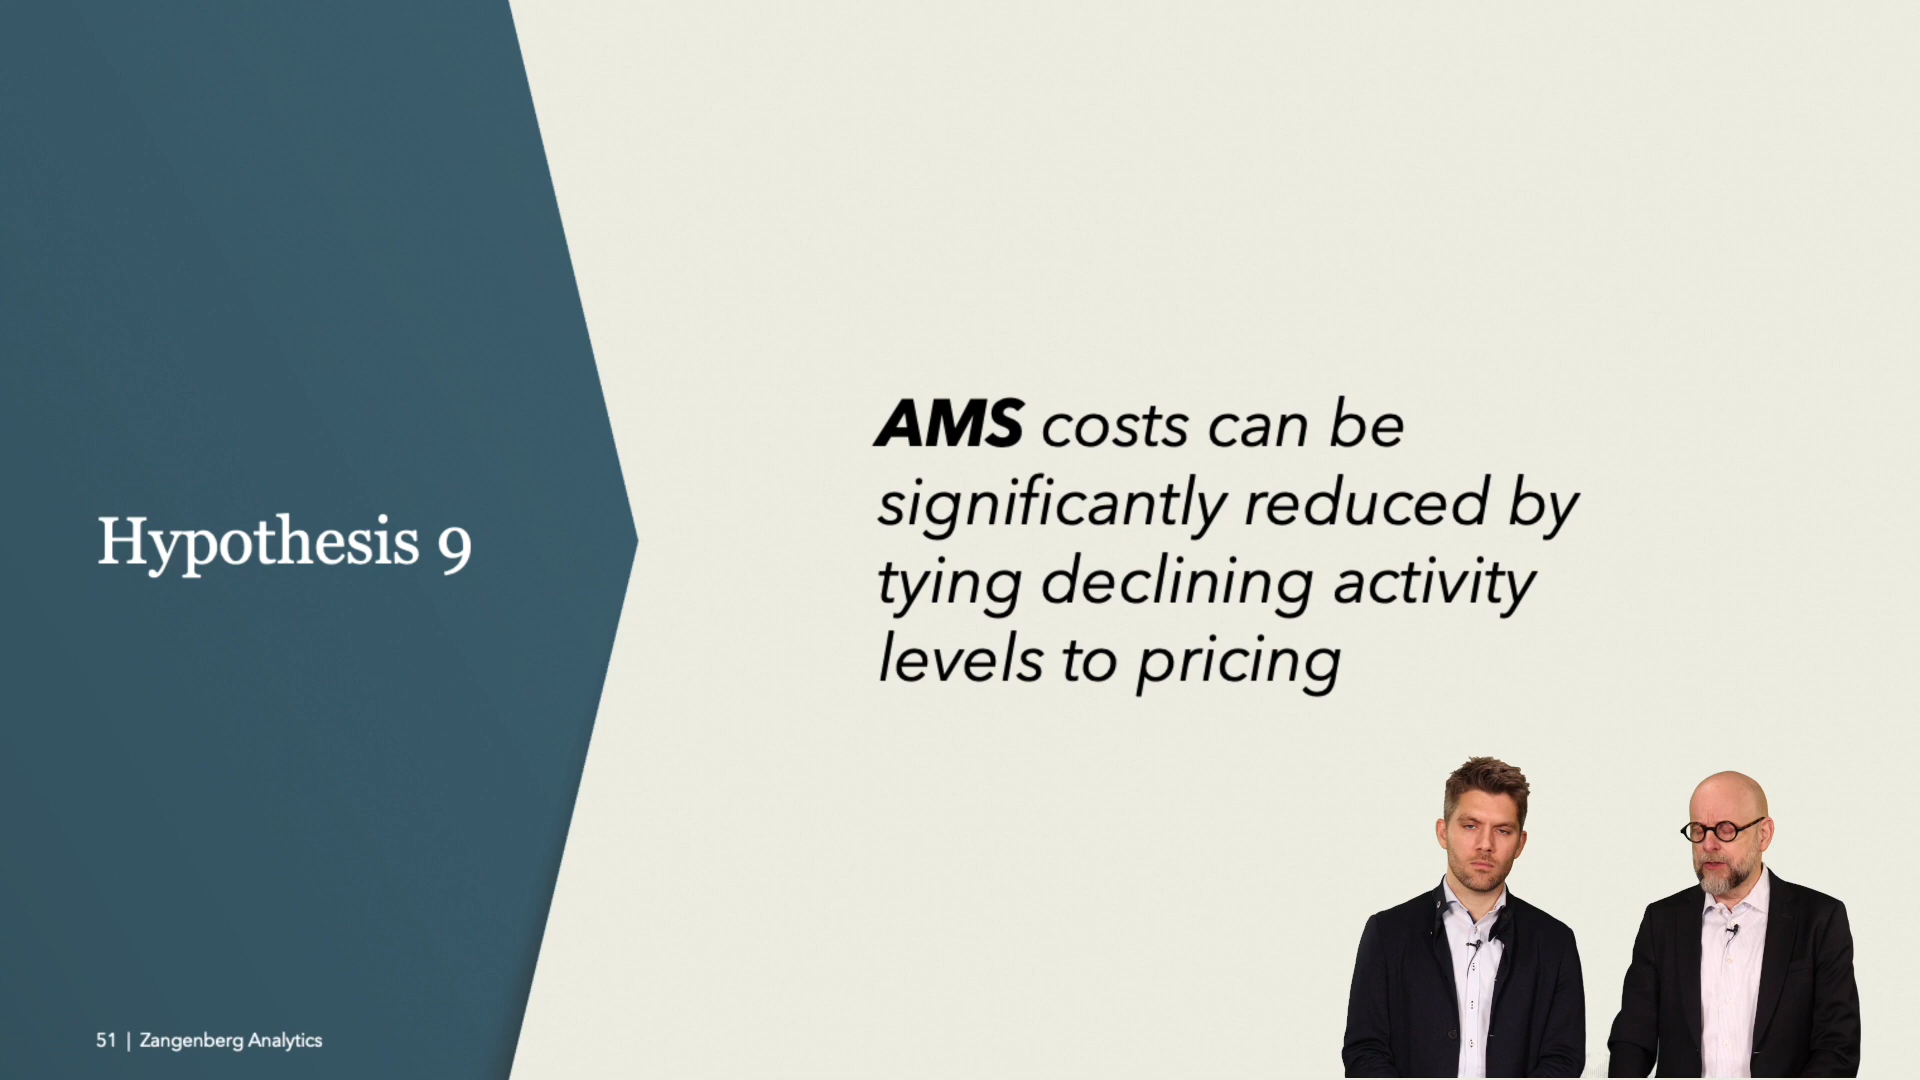 Hypothesis 9
AMS costs can be
significantly reduced by
tying declining activity
levels to pricing
51 | Zangenberg Analytics